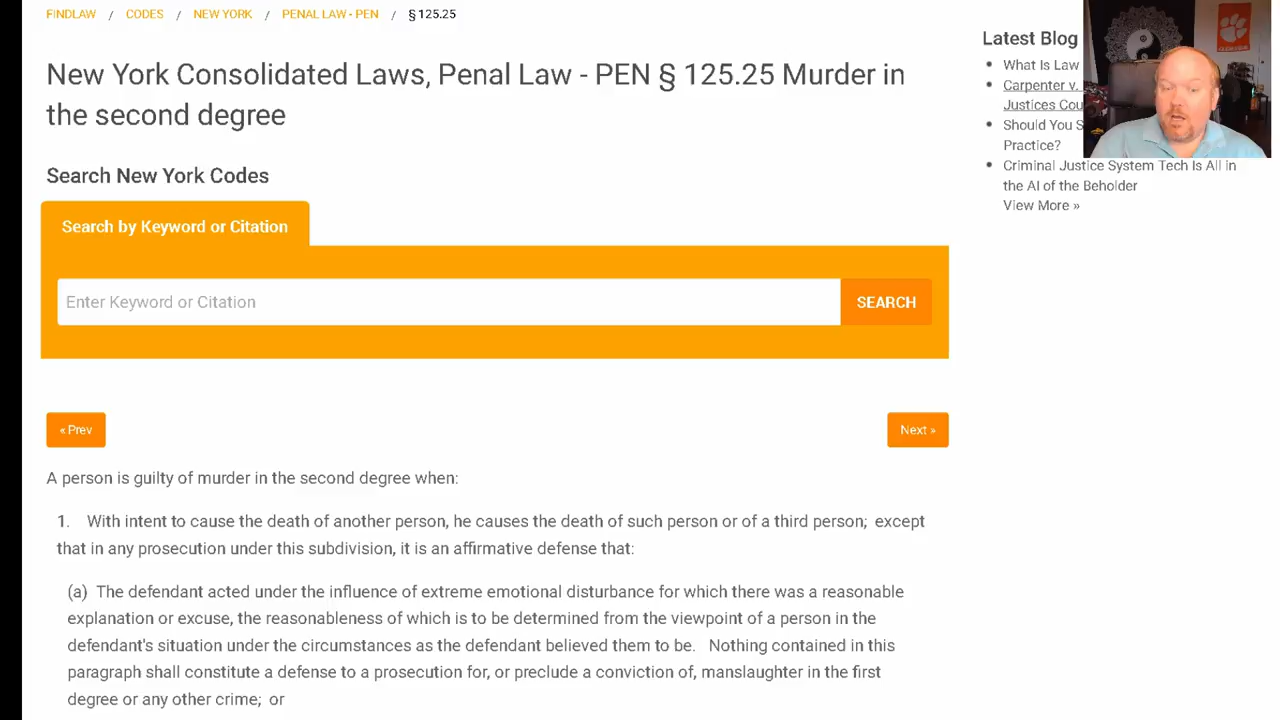 FINDLAW / CODES / NEW YORK / PENAL LAW - PEN / § 125.25
New York Consolidated Laws, Penal Law - PEN § 125.25 Murder in
the second degree
Search New York Codes
Search by Keyword or Citation
Enter Keyword or Citation
SEARCH
« Prev
Next »
A person is guilty of murder in the second degree when:
1. With intent to cause the death of another person, he causes the death of such person or of a third person; except
that in any prosecution under this subdivision, it is an affirmative defense that:
(a) The defendant acted under the influence of extreme emotional disturbance for which there was a reasonable
explanation or excuse, the reasonableness of which is to be determined from the viewpoint of a person in the
defendant's situation under the circumstances as the defendant believed them to be. Nothing contained in this
paragraph shall constitute a defense to a prosecution for, or preclude a conviction of, manslaughter in the first
degree or any other crime; or
Latest Blog
What Is Law
Carpenter v.
Justices Cou
Should You S
Practice?
Criminal Justice System Tech Is All in
the AI of the Beholder
View More »